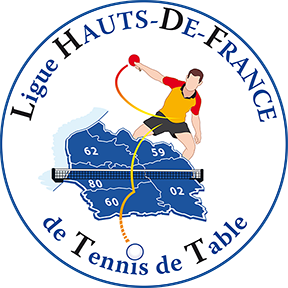 Ligue HAUTS-DE-FRANCE
62
59
80
02
60
de Tennis de Table